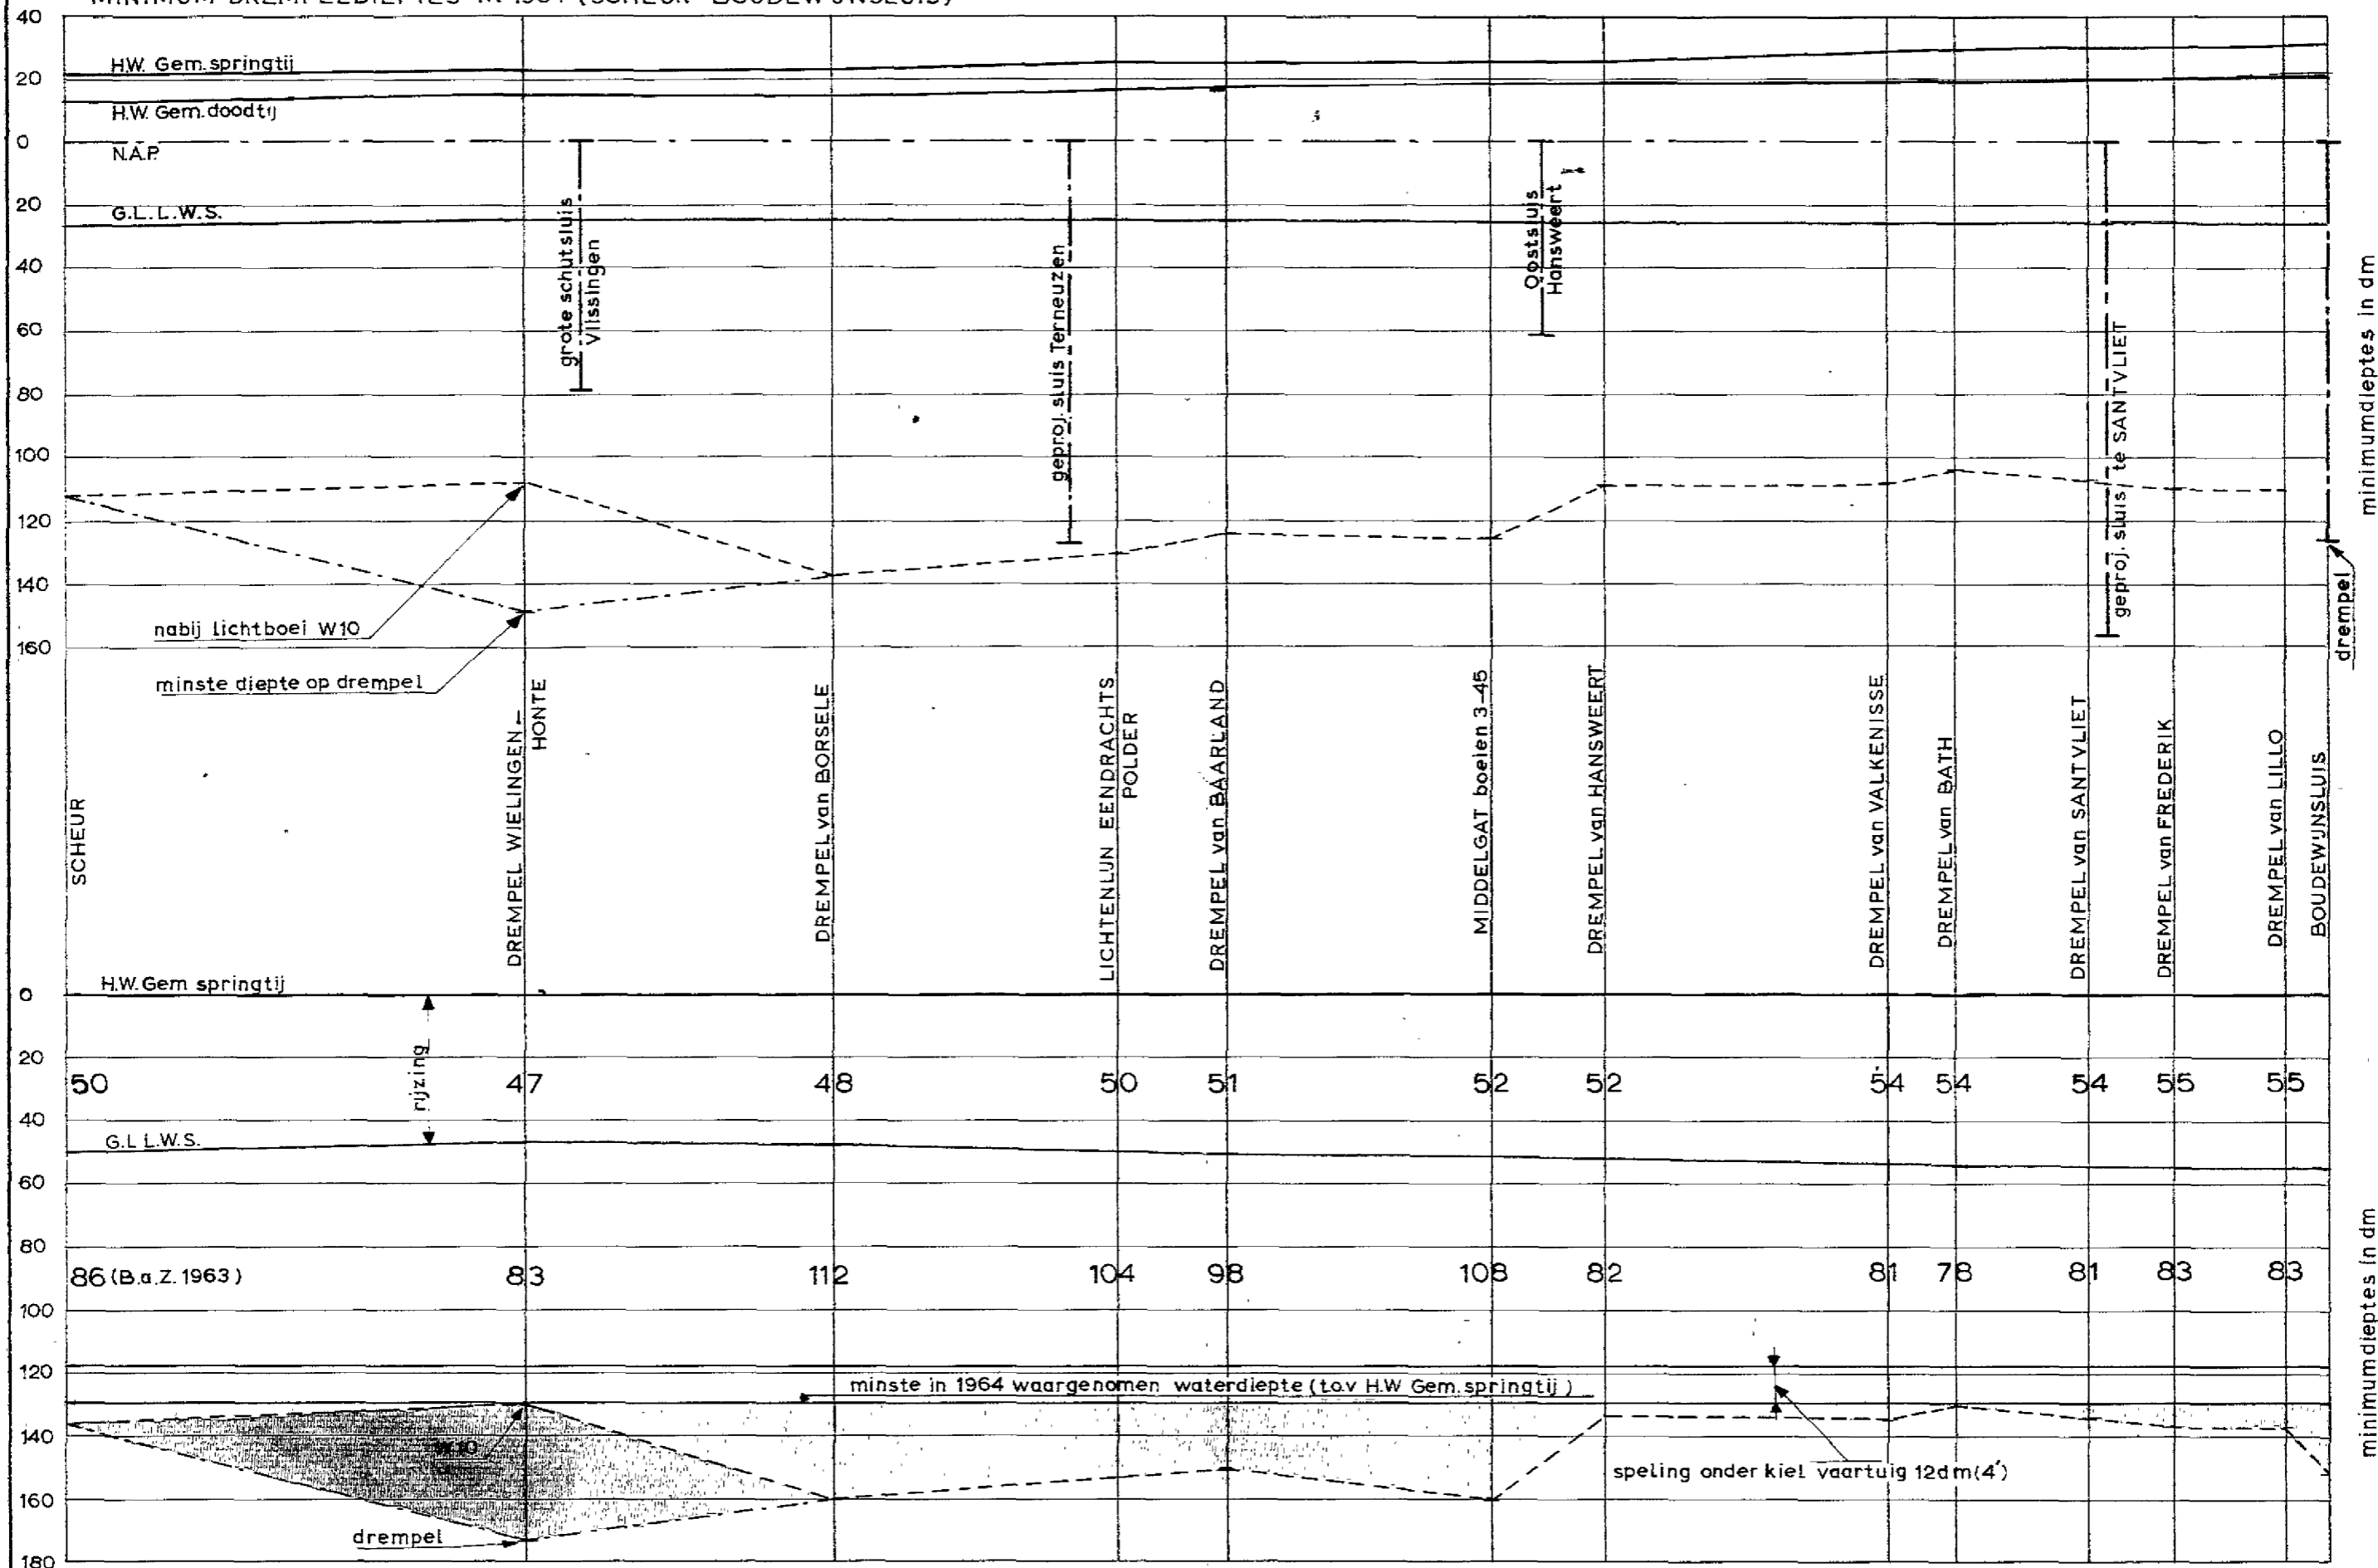 40
20
0
20
40
60
80
100
120
140
160
H.W. Gem. springtij
H.W. Gem. doodtij
N.A.P.
G.L.L.W.S.
grote schutsluis
Vlissingen
geproj. sluis Terneuzen
Oostsluis
Hansweert
geproj. sluis te SANTVLIET
drempel
minimumdieptes in dm
nabij lichtboei W10
minste diepte op drempel
SCHEUR
DREMPEL WIELINGEN-
HONTE
DREMPEL van BORSELE
LICHTENLIJN EENDRACHTS
POLDER
DREMPEL van BAARLAND
MIDDELGAT boeien 3-45
DREMPEL van HANSWEERT
DREMPEL van VALKENISSE
DREMPEL van BATH
DREMPEL van SANTVLIET
DREMPEL van FREDERIK
DREMPEL van LILLO
BOUDEWIJNSLUIS
0
20
40
60
80
100
120
140
160
180
H.W. Gem springtij
rijzing
50 47 48 50 51 52 52 54 54 54 55 55
G.L L.W.S.
86 (B.a.Z. 1963) 83 112 104 98 108 82 81 78 81 83 83
minste in 1964 waargenomen waterdiepte (t.o.v H.W Gem. springtij)
W10
speling onder kiel vaartuig 12dm(4')
drempel
minimumdieptes in dm